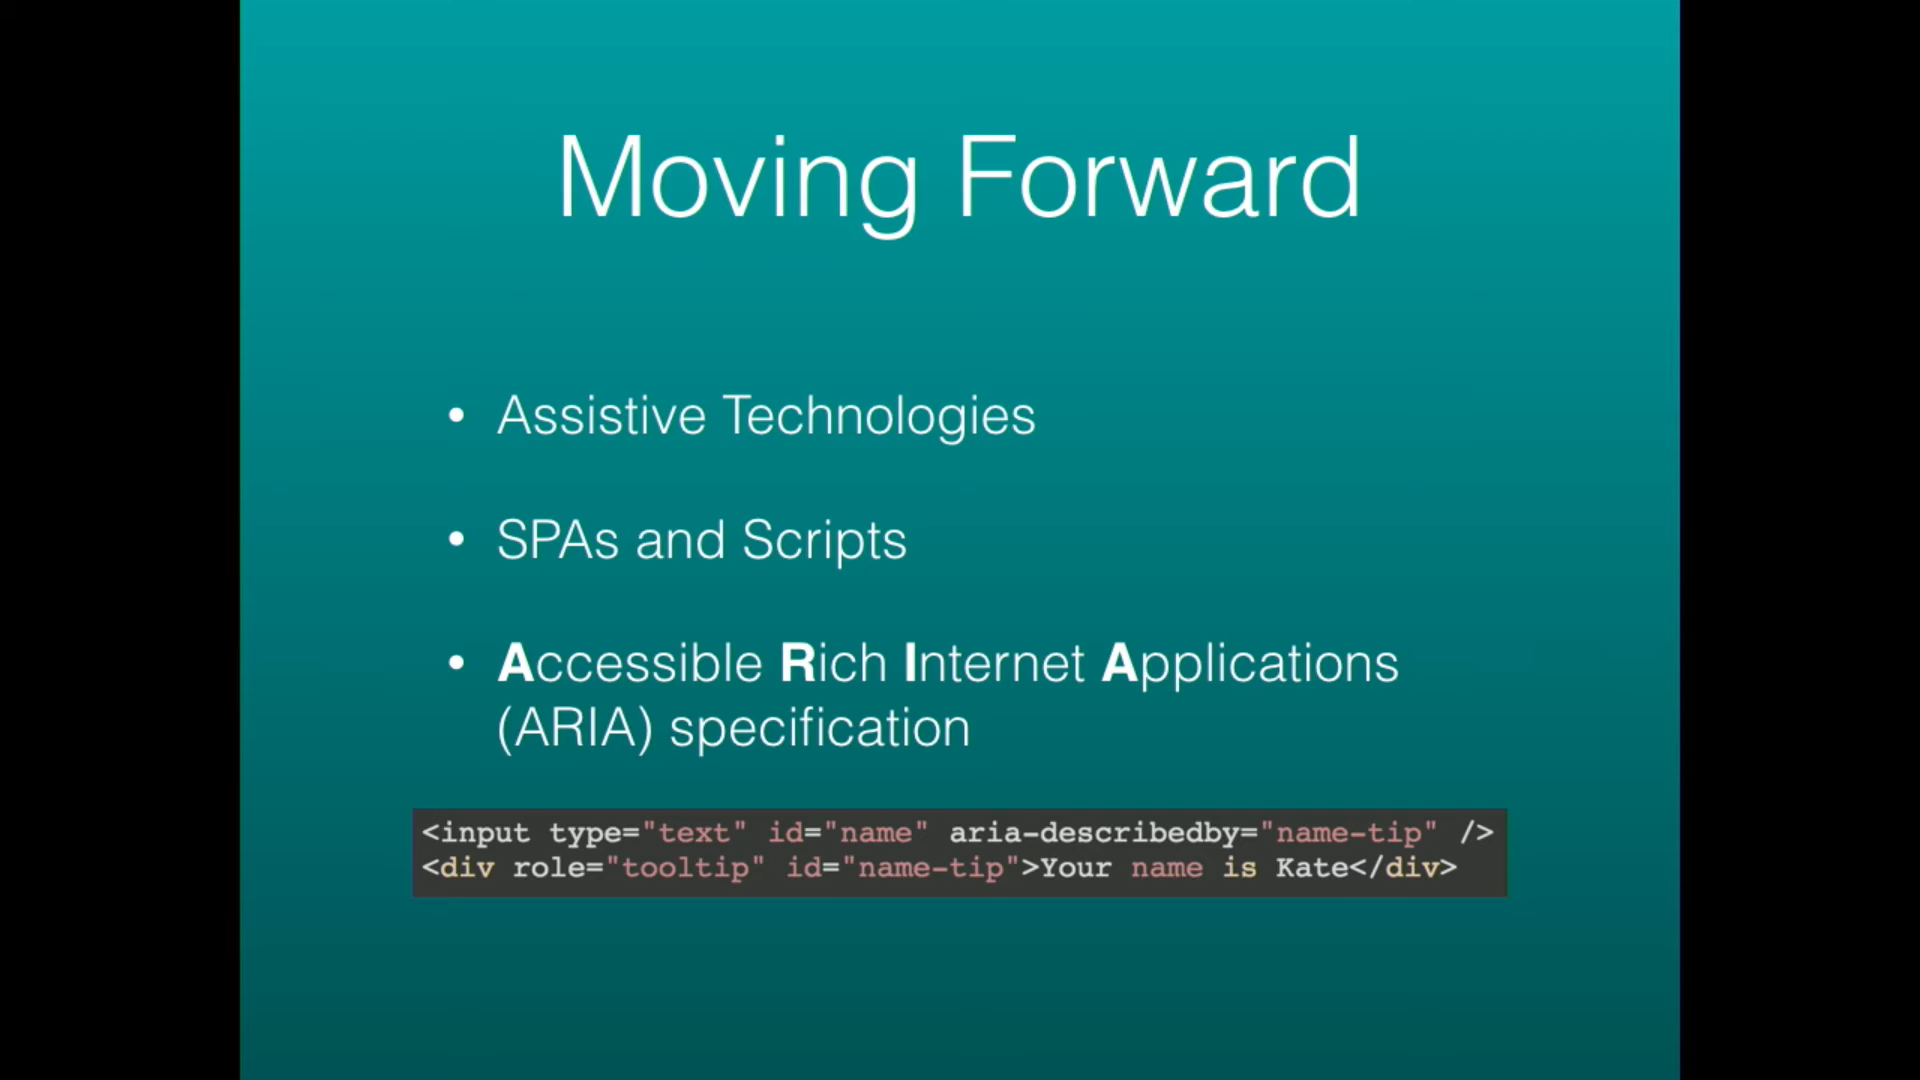 Moving Forward
• Assistive Technologies
• SPAs and Scripts
• Accessible Rich Internet Applications
(ARIA) specification
<input type="text" id="name" aria-describedby="name-tip" />
<div role="tooltip" id="name-tip">Your name is Kate</div>